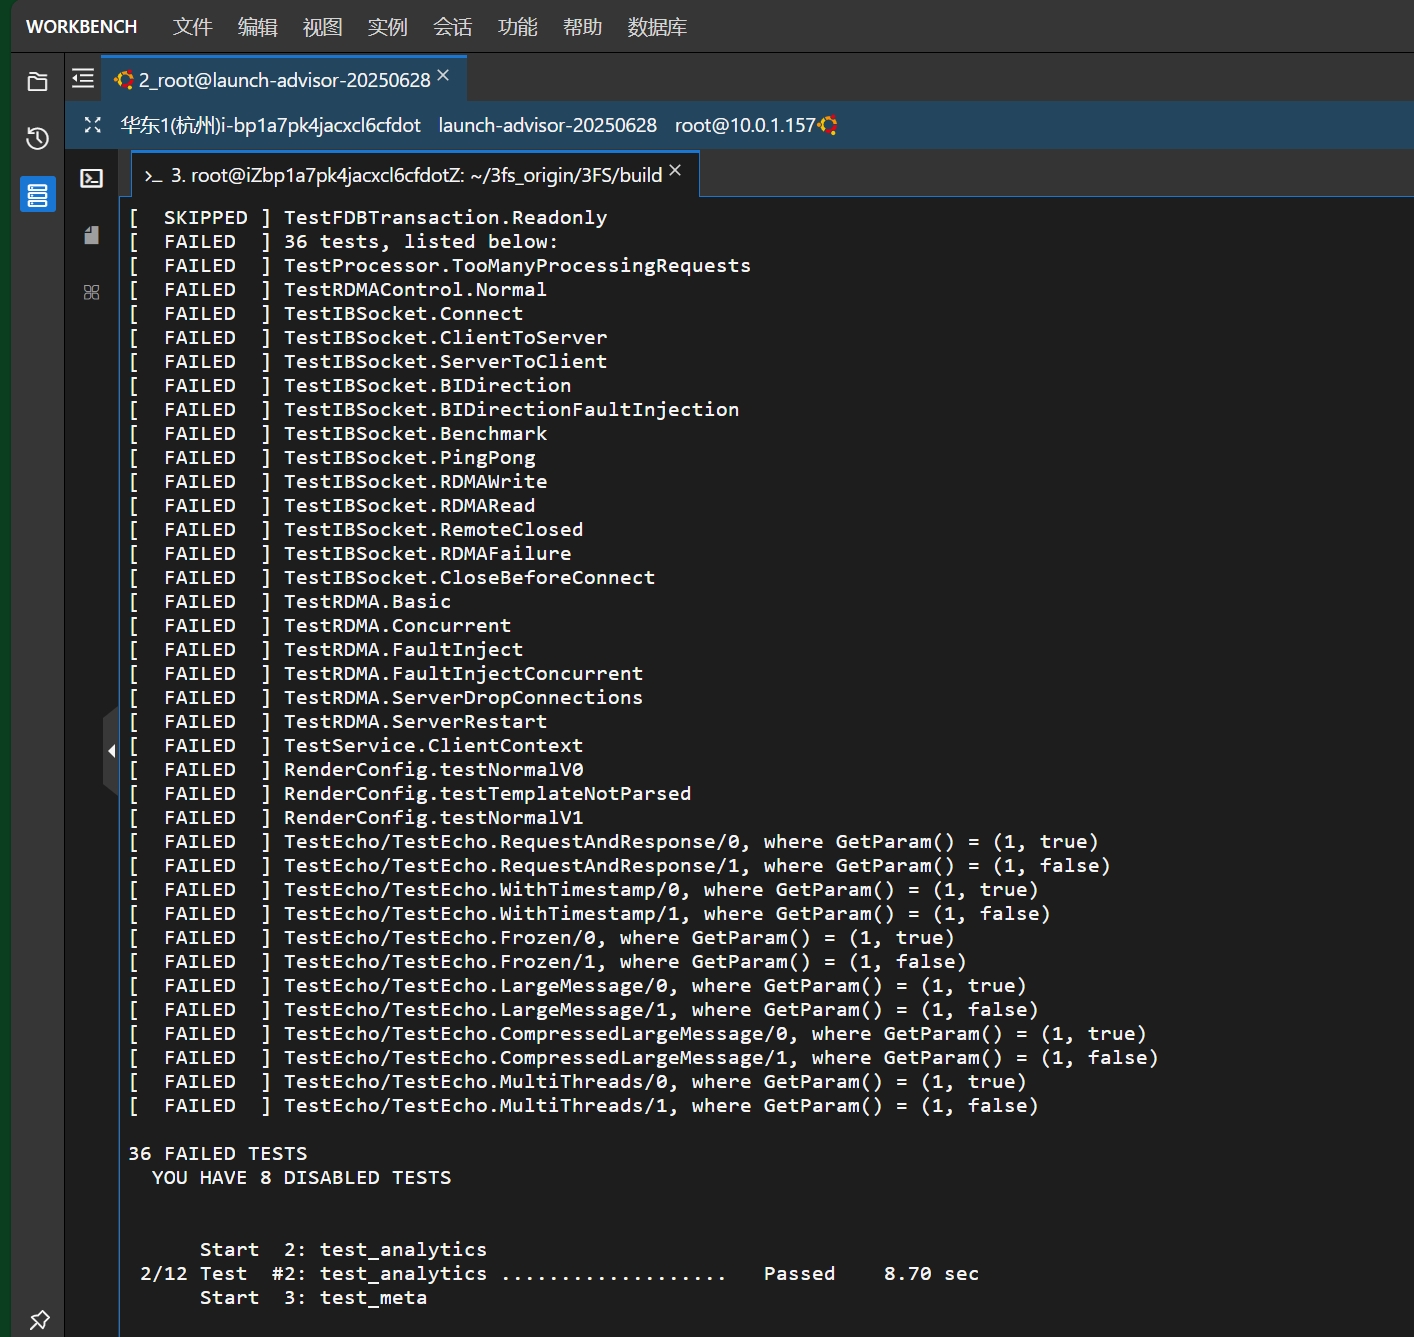 WORKBENCH 文件 编辑 视图 实例 会话 功能 帮助 数据库
2_root@launch-advisor-20250628
华东1(杭州)i-bp1a7pk4jacxcl6cfdot launch-advisor-20250628 root@10.0.1.157
>_ 3. root@iZbp1a7pk4jacxcl6cfdotZ: ~/3fs_origin/3FS/build
[  SKIPPED ] TestFDBTransaction.Readonly
[  FAILED  ] 36 tests, listed below:
[  FAILED  ] TestProcessor.TooManyProcessingRequests
[  FAILED  ] TestRDMAControl.Normal
[  FAILED  ] TestIBSocket.Connect
[  FAILED  ] TestIBSocket.ClientToServer
[  FAILED  ] TestIBSocket.ServerToClient
[  FAILED  ] TestIBSocket.BIDirection
[  FAILED  ] TestIBSocket.BIDirectionFaultInjection
[  FAILED  ] TestIBSocket.Benchmark
[  FAILED  ] TestIBSocket.PingPong
[  FAILED  ] TestIBSocket.RDMAWrite
[  FAILED  ] TestIBSocket.RDMARead
[  FAILED  ] TestIBSocket.RemoteClosed
[  FAILED  ] TestIBSocket.RDMAFailure
[  FAILED  ] TestIBSocket.CloseBeforeConnect
[  FAILED  ] TestRDMA.Basic
[  FAILED  ] TestRDMA.Concurrent
[  FAILED  ] TestRDMA.FaultInject
[  FAILED  ] TestRDMA.FaultInjectConcurrent
[  FAILED  ] TestRDMA.ServerDropConnections
[  FAILED  ] TestRDMA.ServerRestart
[  FAILED  ] TestService.ClientContext
[  FAILED  ] RenderConfig.testNormalV0
[  FAILED  ] RenderConfig.testTemplateNotParsed
[  FAILED  ] RenderConfig.testNormalV1
[  FAILED  ] TestEcho/TestEcho.RequestAndResponse/0, where GetParam() = (1, true)
[  FAILED  ] TestEcho/TestEcho.RequestAndResponse/1, where GetParam() = (1, false)
[  FAILED  ] TestEcho/TestEcho.WithTimestamp/0, where GetParam() = (1, true)
[  FAILED  ] TestEcho/TestEcho.WithTimestamp/1, where GetParam() = (1, false)
[  FAILED  ] TestEcho/TestEcho.Frozen/0, where GetParam() = (1, true)
[  FAILED  ] TestEcho/TestEcho.Frozen/1, where GetParam() = (1, false)
[  FAILED  ] TestEcho/TestEcho.LargeMessage/0, where GetParam() = (1, true)
[  FAILED  ] TestEcho/TestEcho.LargeMessage/1, where GetParam() = (1, false)
[  FAILED  ] TestEcho/TestEcho.CompressedLargeMessage/0, where GetParam() = (1, true)
[  FAILED  ] TestEcho/TestEcho.CompressedLargeMessage/1, where GetParam() = (1, false)
[  FAILED  ] TestEcho/TestEcho.MultiThreads/0, where GetParam() = (1, true)
[  FAILED  ] TestEcho/TestEcho.MultiThreads/1, where GetParam() = (1, false)
36 FAILED TESTS
YOU HAVE 8 DISABLED TESTS
Start  2: test_analytics
2/12 Test  #2: test_analytics ...................   Passed    8.70 sec
Start  3: test_meta